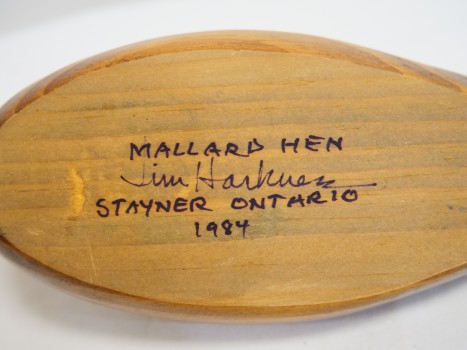 MALLARD HEN
Jim Harkness
STAYNER ONTARIO
1984